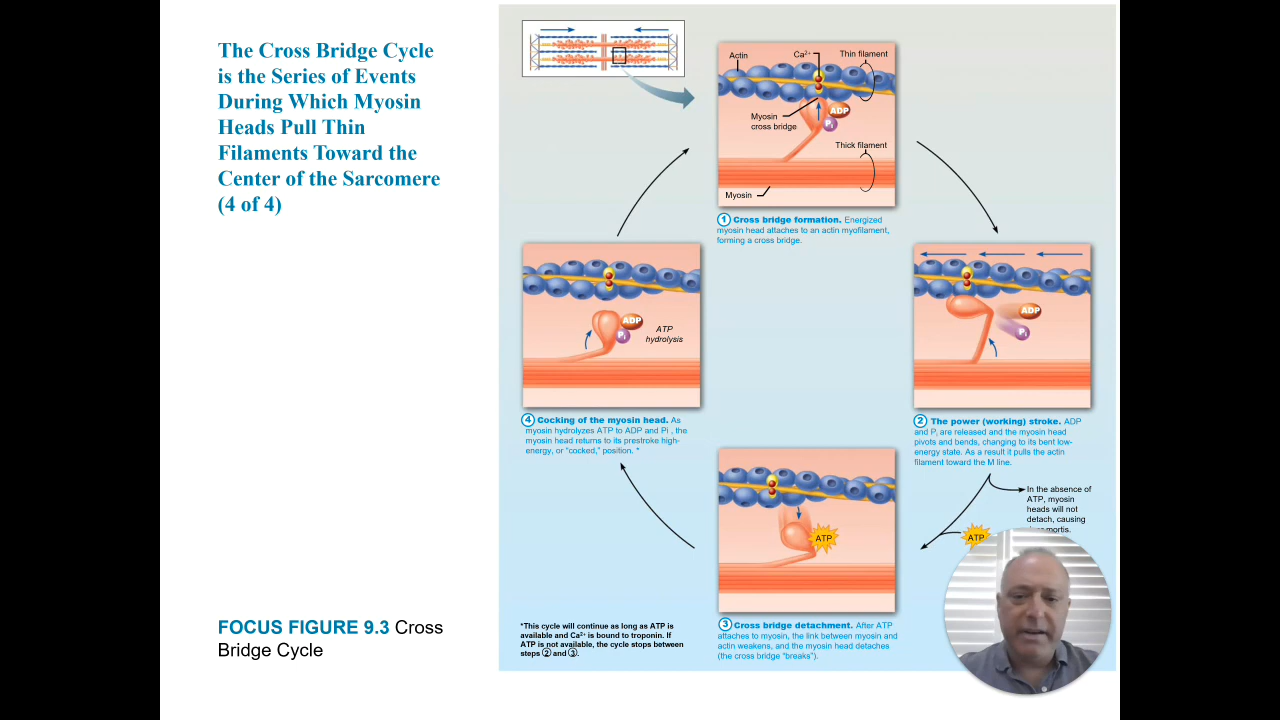 The Cross Bridge Cycle
is the Series of Events
During Which Myosin
Heads Pull Thin
Filaments Toward the
Center of the Sarcomere
(4 of 4)
Actin
Ca2+
Thin filament
ADP
Pi
Myosin
cross bridge
Thick filament
Myosin
1 Cross bridge formation. Energized
myosin head attaches to an actin myofilament,
forming a cross bridge.
ADP
Pi
2 The power (working) stroke. ADP
and Pi are released and the myosin head
pivots and bends, changing to its bent low-
energy state. As a result it pulls the actin
filament toward the M line.
In the absence of
ATP, myosin
heads will not
detach, causing
mortis.
ATP
ATP
3 Cross bridge detachment. After ATP
attaches to myosin, the link between myosin and
actin weakens, and the myosin head detaches
(the cross bridge “breaks”).
ADP
Pi
ATP
hydrolysis
4 Cocking of the myosin head. As
myosin hydrolyzes ATP to ADP and Pi , the
myosin head returns to its prestroke high-
energy, or “cocked,” position. *
*This cycle will continue as long as ATP is
available and Ca2+ is bound to troponin. If
ATP is not available, the cycle stops between
steps 2 and 3.
FOCUS FIGURE 9.3 Cross
Bridge Cycle